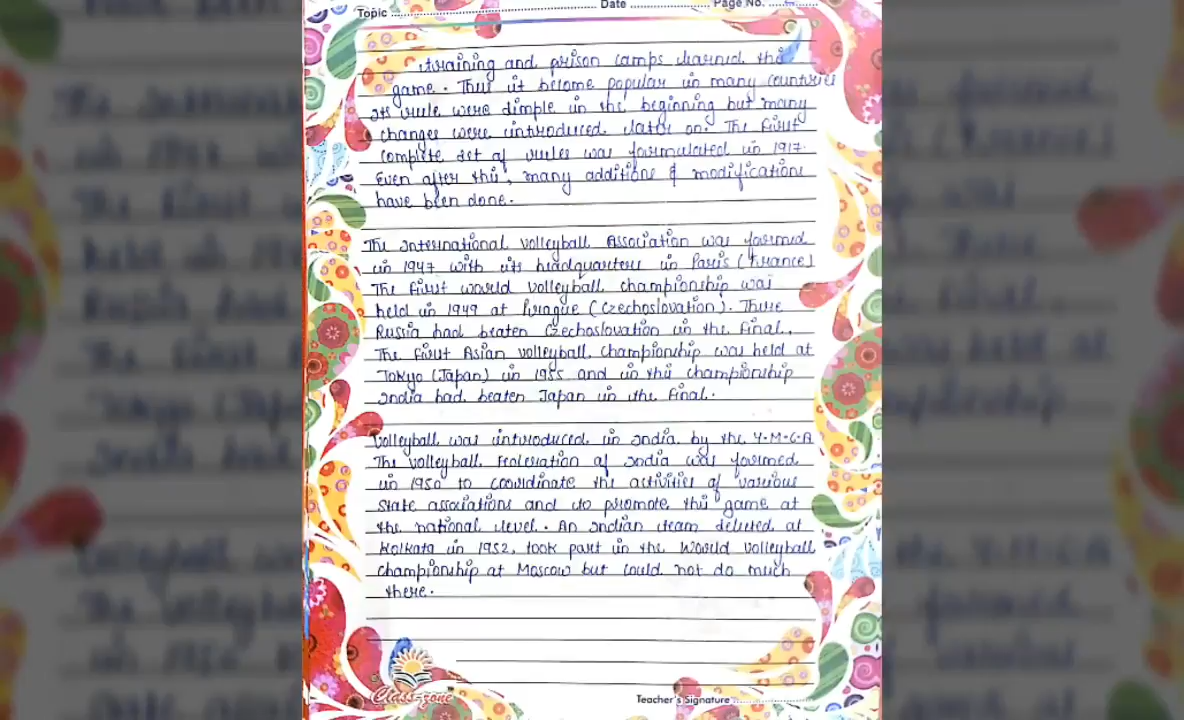 Topic Date Page No.
training and prison camps learned this
game. Thus it become popular in many countries
Its rule were simple in the beginning but many
changes were introduced later on. The first
complete set of rules was formulated in 1917.
Even after this, many additions & modifications
have been done.
The International Volleyball Association was formed
in 1947 with its headquarters in Paris (France)
The first world volleyball championship was
held in 1949 at Prague (Czechoslovation). There
Russia had beaten Czechoslovation in the final.
The first Asian volleyball championship was held at
Tokyo (Japan) in 1955 and in this championship
India had beaten Japan in the final.
Volleyball was introduced in India by the Y.M.C.A
The volleyball Federation of India was formed
in 1950 to coordinate the activities of various
state associations and to promote this game at
the national level. An Indian team selected at
Kolkata in 1952, took part in the World Volleyball
championship at Moscow but could not do much
there.
Class-zone
Teacher's Signature